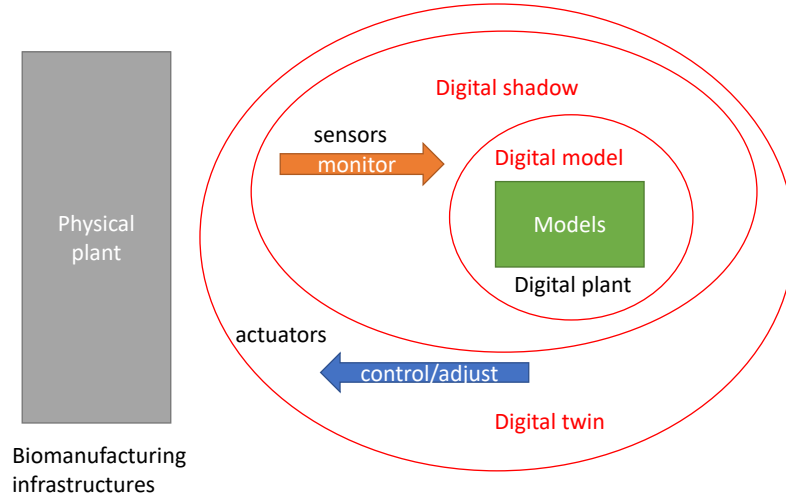 Digital shadow
sensors
monitor
Digital model
Physical
plant
Models
Digital plant
actuators
control/adjust
Digital twin
Biomanufacturing
infrastructures